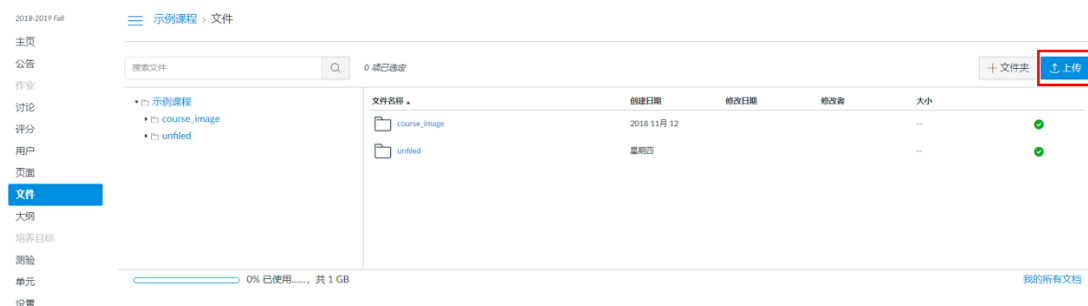 2018-2019 Fall
示例课程 › 文件
主页
公告
作业
讨论
评分
用户
页面
文件
大纲
培养目标
测验
单元
设置
搜索文件
0 项已选定
+ 文件夹
上传
示例课程
course_image
unfiled
文件名称 创建日期 修改日期 修改者 大小
course_image 2018 11月 12 --
unfiled 星期四 --
0% 已使用......，共 1 GB
我的所有文档